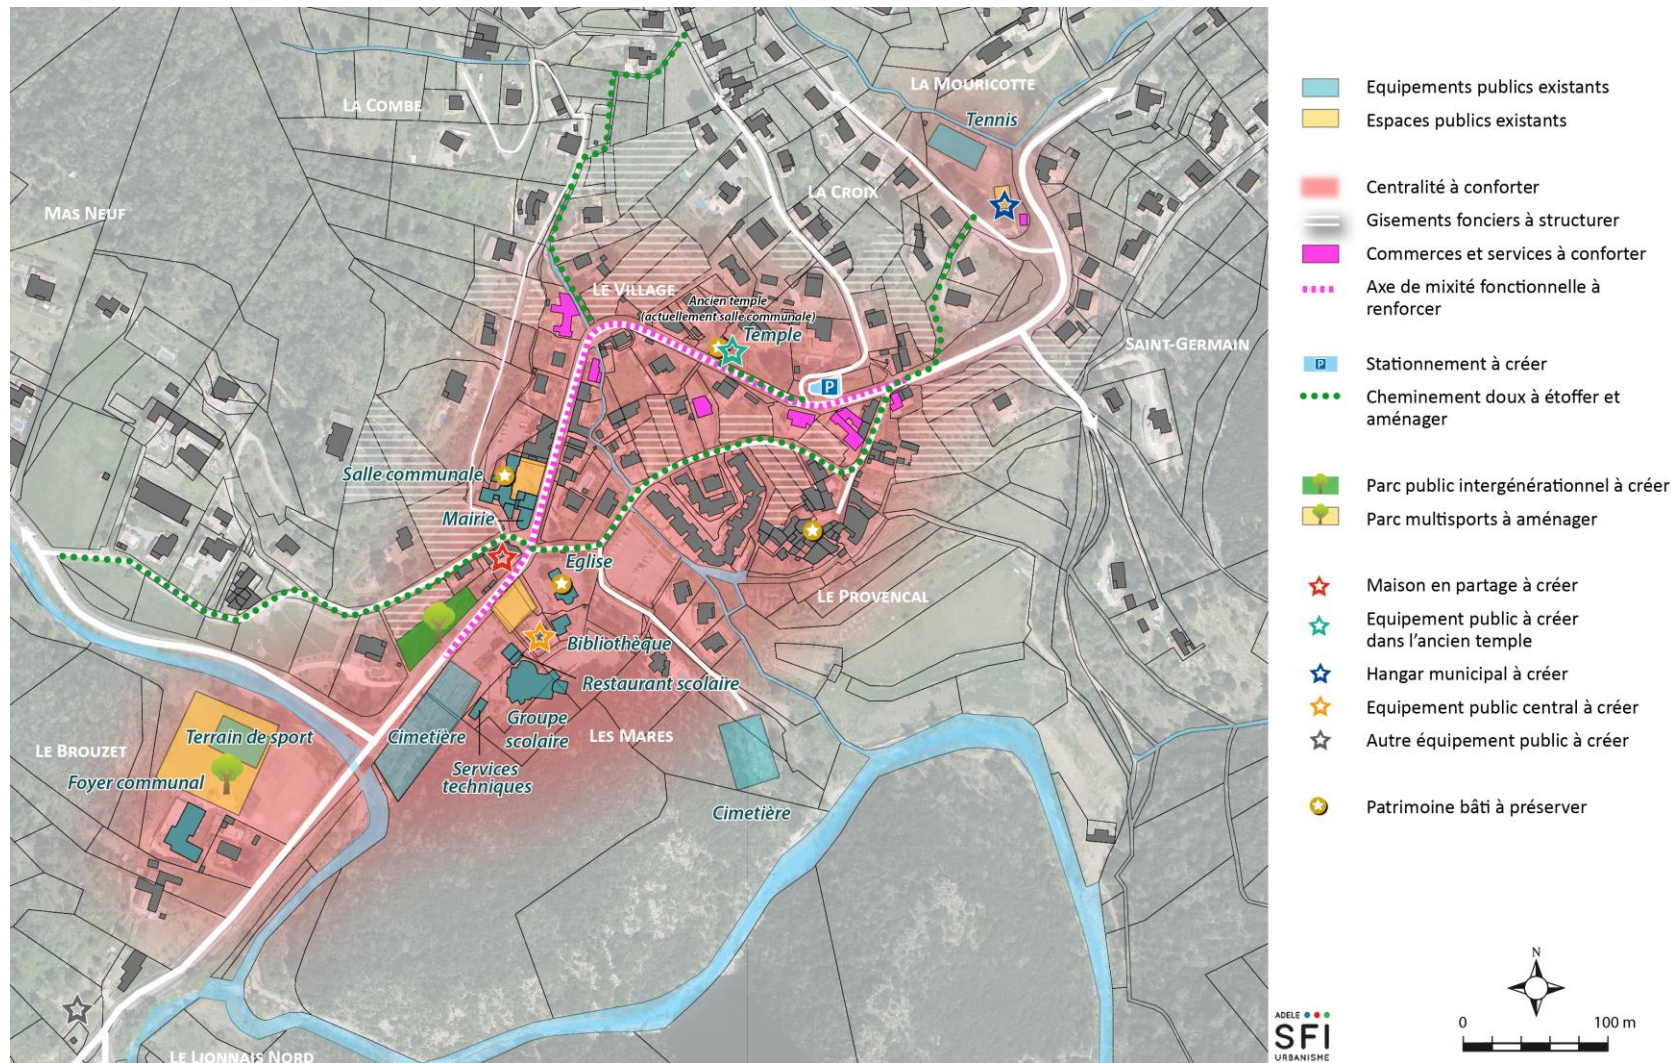 LA MOURICOTTE
LA COMBE
Tennis
LA CROIX
MAS NEUF
LE VILLAGE
Ancien temple
(actuellement salle communale)
Temple
SAINT-GERMAIN
P
Salle communale
Mairie
Eglise
LE PROVENCAL
Bibliothèque
Restaurant scolaire
Groupe
scolaire
LES MARES
Terrain de sport
Cimetière
LE BROUZET
Services
techniques
Foyer communal
Cimetière
LE LIONNAIS NORD
Equipements publics existants
Espaces publics existants
Centralité à conforter
Gisements fonciers à structurer
Commerces et services à conforter
Axe de mixité fonctionnelle à
renforcer
P
Stationnement à créer
Cheminement doux à étoffer et
aménager
Parc public intergénérationnel à créer
Parc multisports à aménager
Maison en partage à créer
Equipement public à créer
dans l'ancien temple
Hangar municipal à créer
Equipement public central à créer
Autre équipement public à créer
Patrimoine bâti à préserver
N
0 100 m
ADELE
SFI
URBANISME